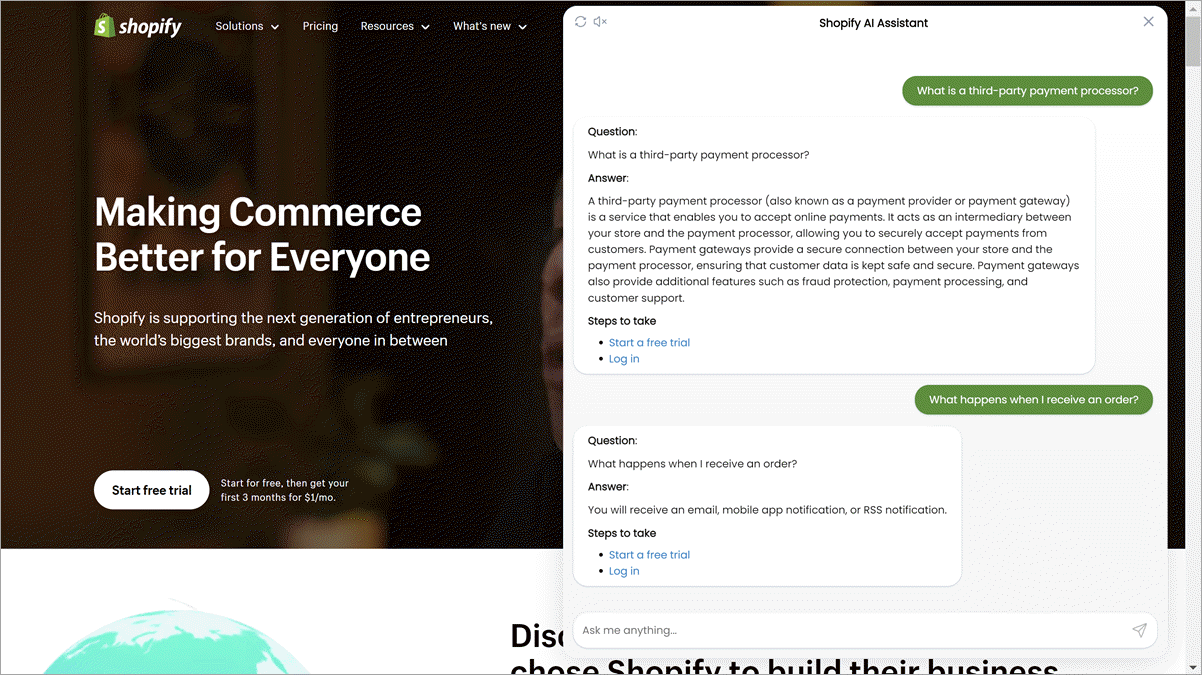 shopify
Solutions
Pricing
Resources
What's new
Making Commerce
Better for Everyone
Shopify is supporting the next generation of entrepreneurs,
the world's biggest brands, and everyone in between
Start free trial
Start for free, then get your
first 3 months for $1/mo.
chose Shopify to build their business
Shopify AI Assistant
What is a third-party payment processor?
Question:
What is a third-party payment processor?
Answer:
A third-party payment processor (also known as a payment provider or payment gateway)
is a service that enables you to accept online payments. It acts as an intermediary between
your store and the payment processor, allowing you to securely accept payments from
customers. Payment gateways provide a secure connection between your store and the
payment processor, ensuring that customer data is kept safe and secure. Payment gateways
also provide additional features such as fraud protection, payment processing, and
customer support.
Steps to take
• Start a free trial
• Log in
What happens when I receive an order?
Question:
What happens when I receive an order?
Answer:
You will receive an email, mobile app notification, or RSS notification.
Steps to take
• Start a free trial
• Log in
Ask me anything...